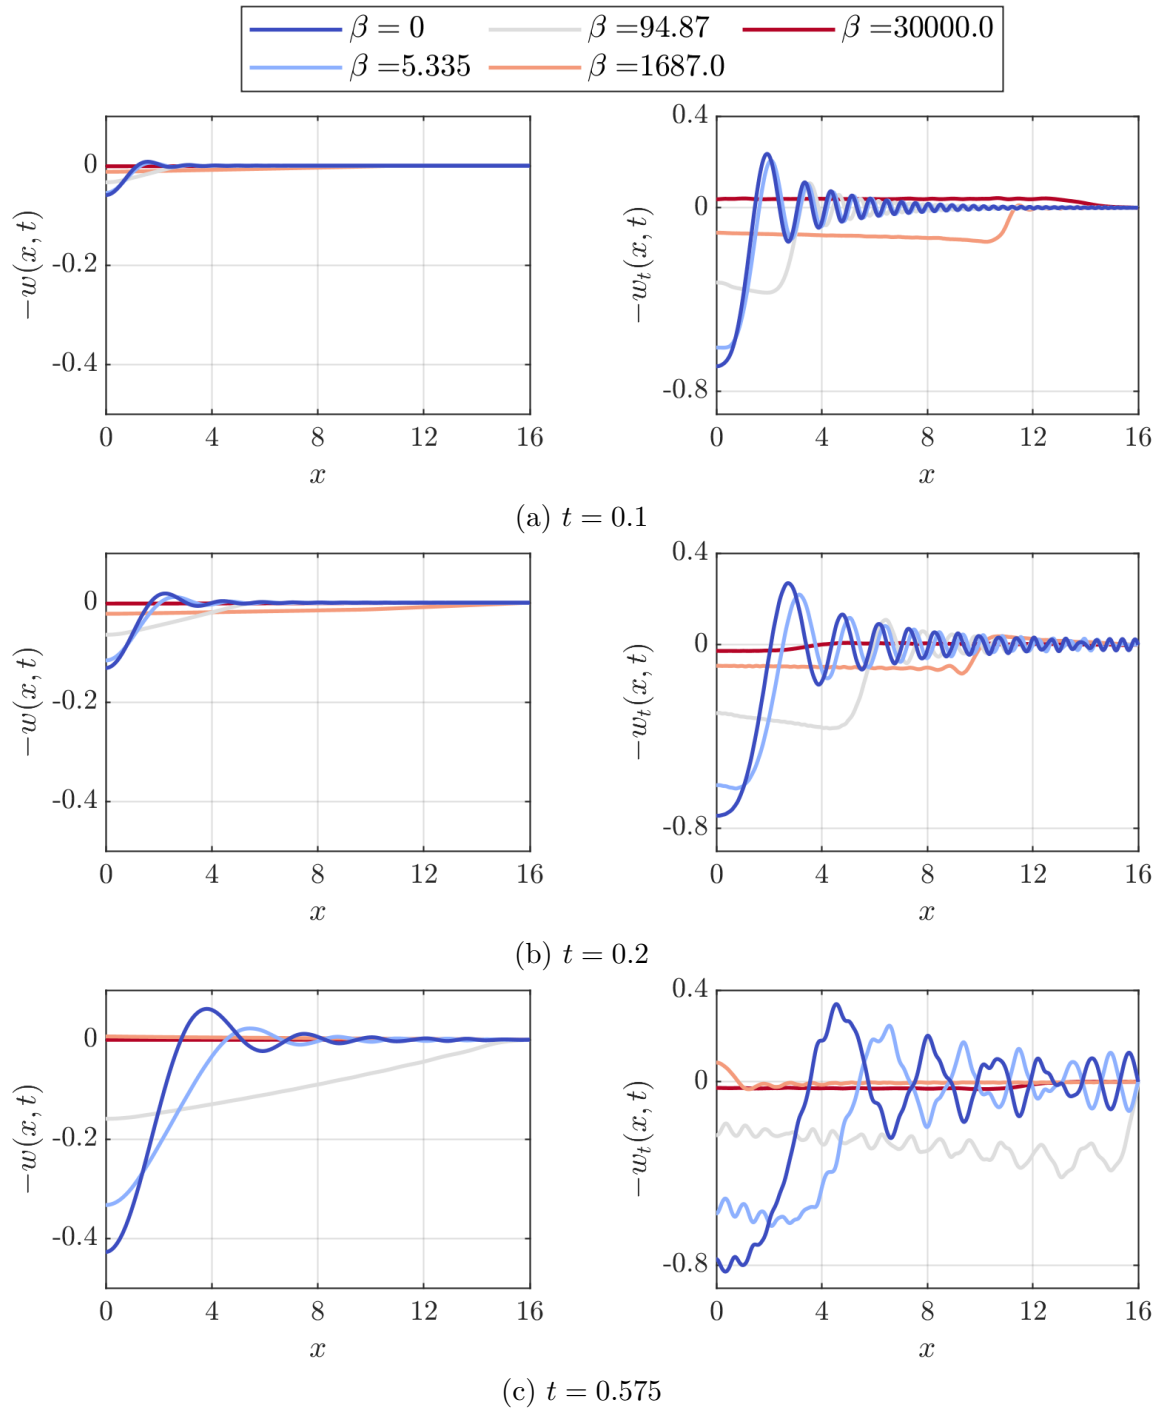 β = 0 β =94.87 β =30000.0
β =5.335 β =1687.0
0
-0.2
-0.4
−w(x, t)
0 4 8 12 16
x
0.4
0
-0.8
−w_t(x, t)
0 4 8 12 16
x
(a) t = 0.1
0
-0.2
-0.4
−w(x, t)
0 4 8 12 16
x
0.4
0
-0.8
−w_t(x, t)
0 4 8 12 16
x
(b) t = 0.2
0
-0.2
-0.4
−w(x, t)
0 4 8 12 16
x
0.4
0
-0.8
−w_t(x, t)
0 4 8 12 16
x
(c) t = 0.575